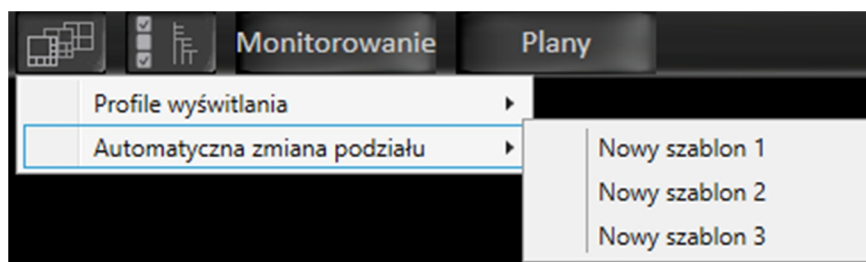 Monitorowanie Plany
Profile wyświtlania
Automatyczna zmiana podziału
Nowy szablon 1
Nowy szablon 2
Nowy szablon 3